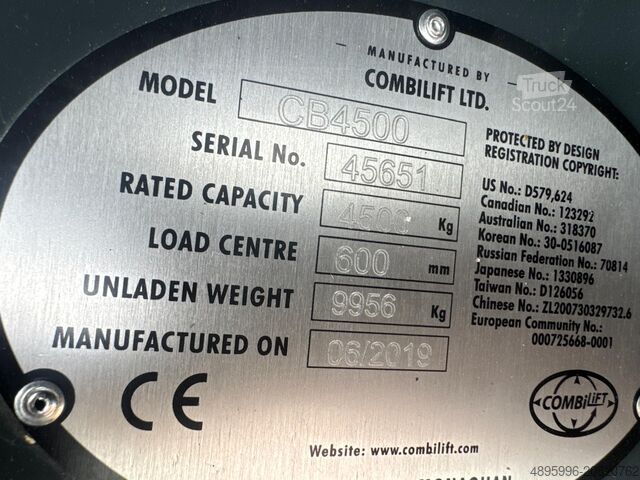 MANUFACTURED BY
COMBILIFT LTD.
MODEL CB4500
SERIAL No. 45651
RATED CAPACITY 4500 Kg
LOAD CENTRE 600 mm
UNLADEN WEIGHT 9956 Kg
MANUFACTURED ON 06/2019
CE
PROTECTED BY DESIGN
REGISTRATION COPYRIGHT:
US No.: D579,624
Canadian No.: 123292
Australian No.: 318370
Korean No.: 30-0516087
Russian Federation No.: 70814
Japanese No.: 1330896
Taiwan No.: D126056
Chinese No.: ZL200730329732.6
European Community No.:
000725668-0001
COMBiLiFT
Website: www.combilift.com
MONAGHAN
Truck
Scout24